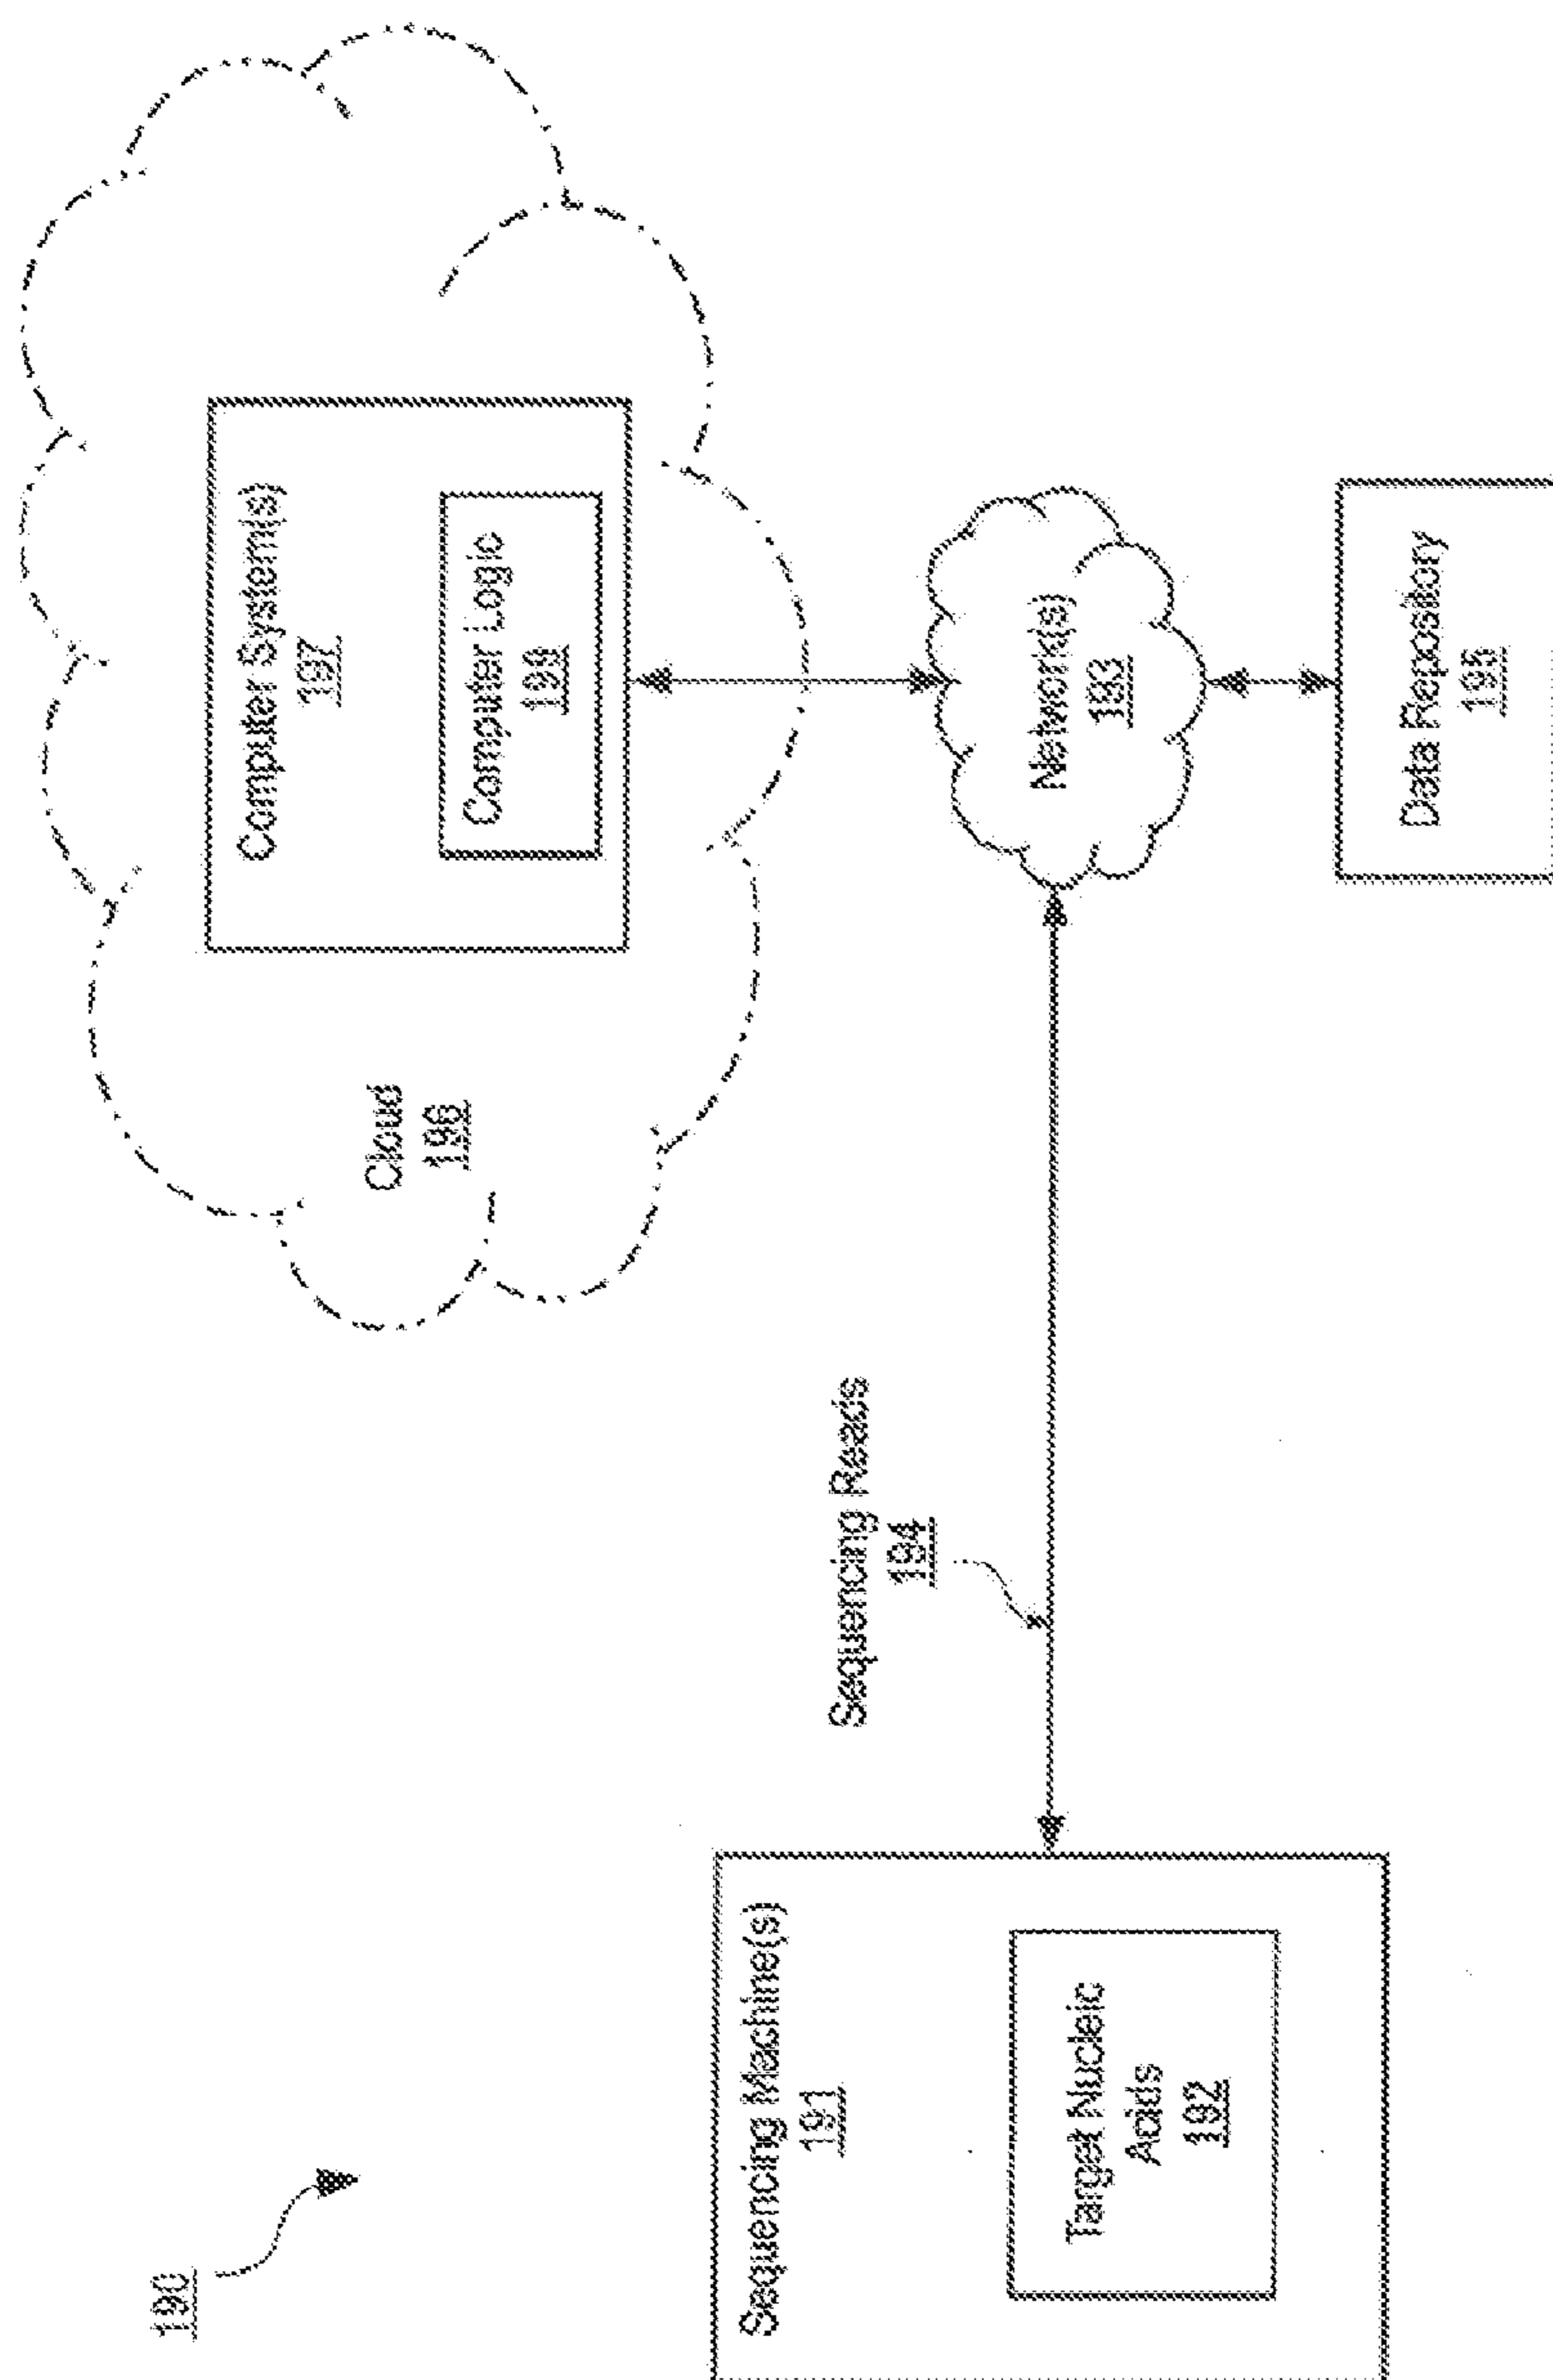 190
Cloud
196
Computer System(s)
197
Computer Logic
199
Sequencing Reads
194
Network(s)
193
Sequencing Machine(s)
191
Target Nucleic
Acids
192
Data Repository
195